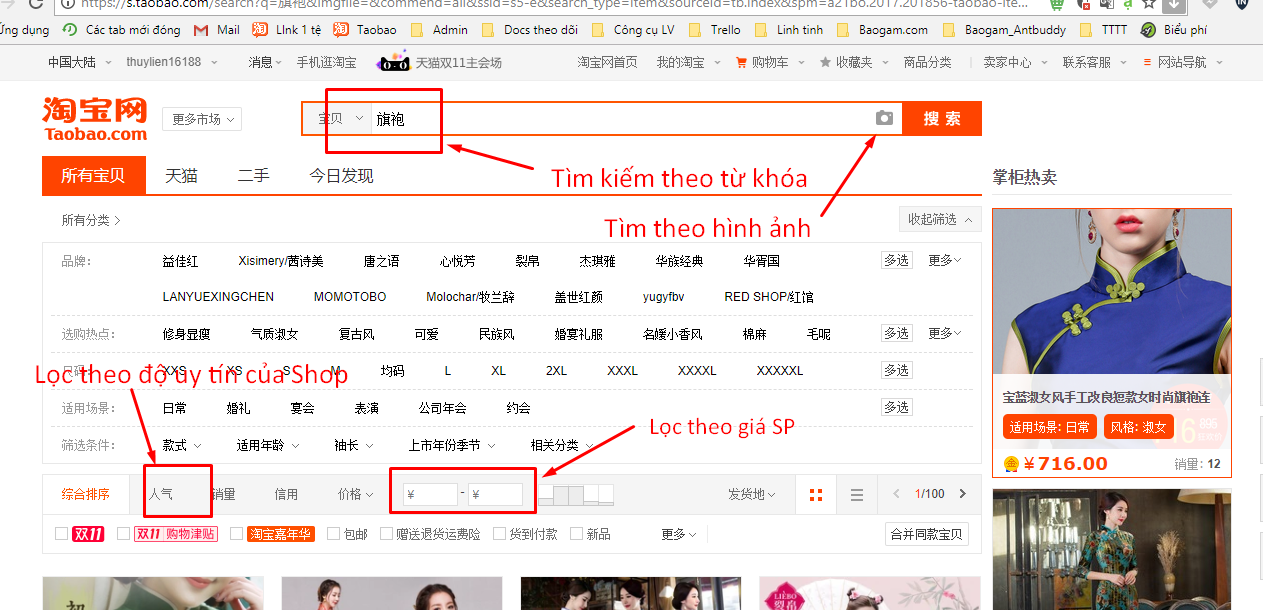 https://s.taobao.com/search?q=旗袍&imgfile=&commend=all&ssid=s5-e&search_type=item&sourceId=tb.index&spm=a21bo.2017.201856-taobao-ite...
Ứng dụng Các tab mới đóng Mail LInk 1 tệ Taobao Admin Docs theo dõi Công cụ LV Trello Linh tinh Baogam.com Baogam_Antbuddy TTTT Biểu phí
中国大陆 thuylien16188 消息 手机逛淘宝 天猫双11主会场 淘宝网首页 我的淘宝 购物车 收藏夹 商品分类 卖家中心 联系客服 网站导航
淘宝网
Taobao.com
更多市场
宝贝 旗袍 搜索
Tìm kiếm theo từ khóa
所有宝贝 天猫 二手 今日发现
掌柜热卖
Tìm theo hình ảnh
所有分类 > 收起筛选
品牌: 益佳红 Xisimery/茜诗美 唐之语 心悦芳 裂帛 杰琪雅 华族经典 华胥国 多选 更多
LANYUEXINGCHEN MOMOTOBO Molochar/牧兰辞 盖世红颜 yugyfbv RED SHOP/红馆
选购热点: 修身显瘦 气质淑女 复古风 可爱 民族风 婚宴礼服 名媛小香风 棉麻 毛呢 多选 更多
尺码: XXS XS S M 均码 L XL 2XL XXXL XXXXL XXXXXL 多选
Lọc theo độ uy tín của Shop
适用场景: 日常 婚礼 宴会 表演 公司年会 约会 多选
Lọc theo giá SP
筛选条件: 款式 适用年龄 袖长 上市年份季节 相关分类
宝蓝淑女风手工改良短款女时尚旗袍连
适用场景: 日常 风格: 淑女
¥716.00 销量: 12
综合排序 人气 销量 信用 价格 ¥ - ¥ 发货地 < 1/100 >
双11 双11 购物津贴 淘宝嘉年华 包邮 赠送退货运费险 货到付款 新品 更多 合并同款宝贝
LIEBO
裂帛